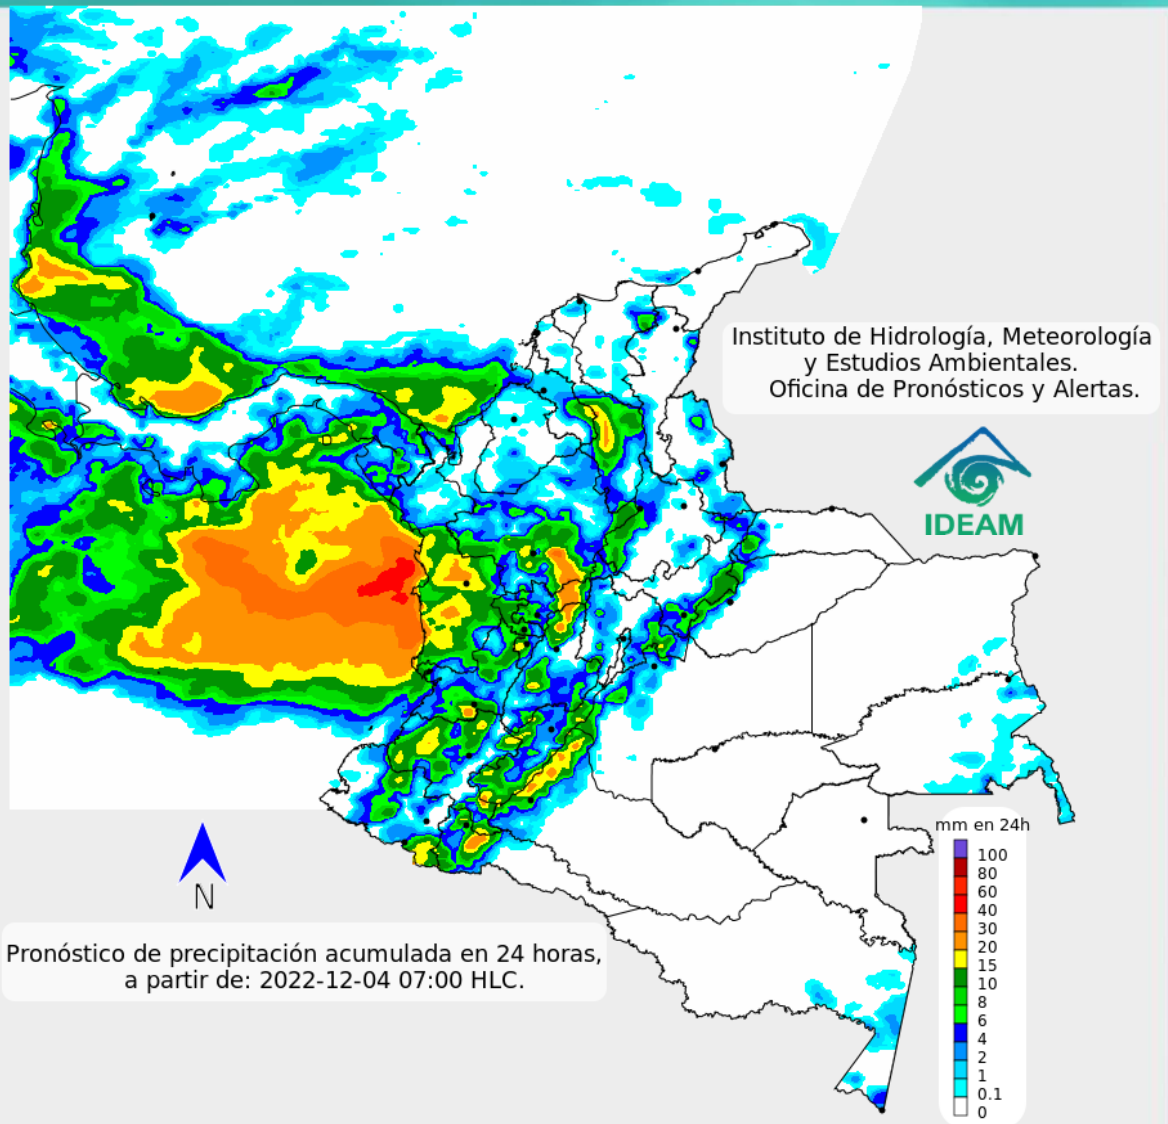 Instituto de Hidrología, Meteorología
y Estudios Ambientales.
Oficina de Pronósticos y Alertas.
IDEAM
N
Pronóstico de precipitación acumulada en 24 horas,
a partir de: 2022-12-04 07:00 HLC.
mm en 24h
100
80
60
40
30
20
15
10
8
6
4
2
1
0.1
0